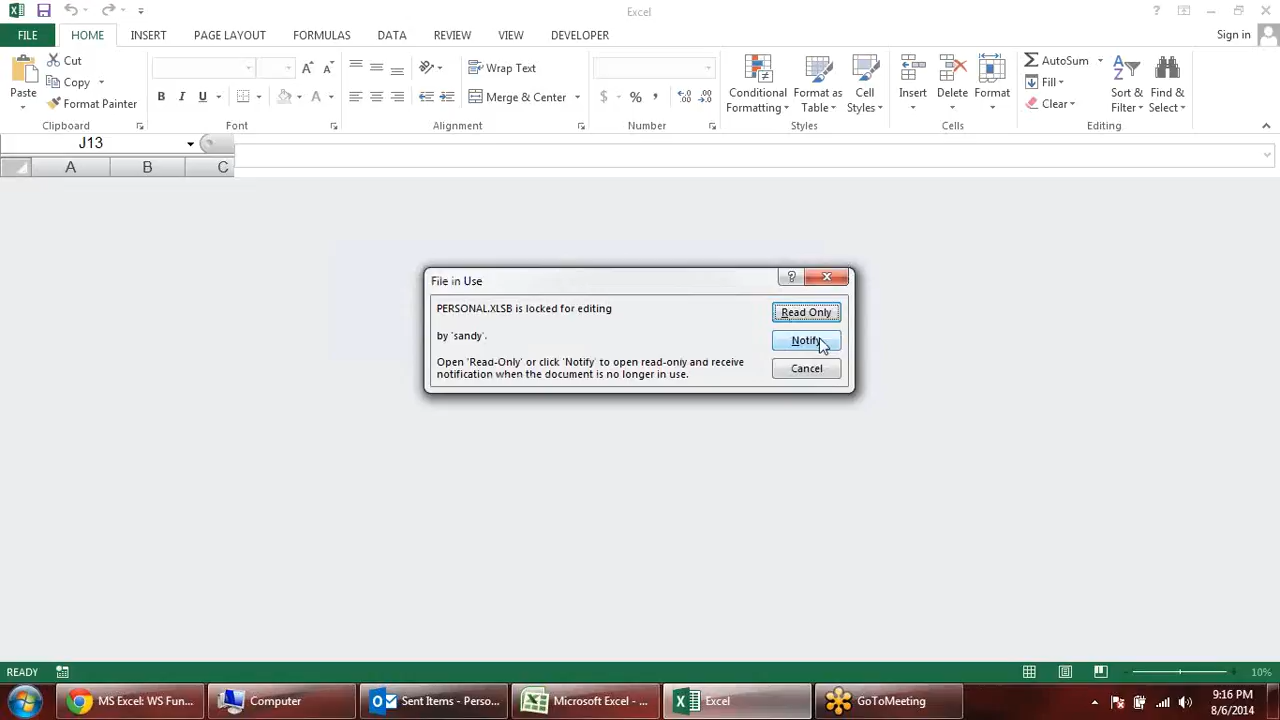 Excel
FILE HOME INSERT PAGE LAYOUT FORMULAS DATA REVIEW VIEW DEVELOPER Sign in
Paste
Cut
Copy
Format Painter
Clipboard
B I U A
Font
Wrap Text
Merge & Center
Alignment
$ % ,
Number
Conditional Formatting
Format as Table
Cell Styles
Styles
Insert
Delete
Format
Cells
AutoSum
Fill
Clear
Sort & Filter
Find & Select
Editing
J13
A B C
File in Use
PERSONAL.XLSB is locked for editing
by 'sandy'.
Open 'Read-Only' or click 'Notify' to open read-only and receive
notification when the document is no longer in use.
Read Only
Notify
Cancel
READY
10%
MS Excel: WS Fun...
Computer
Sent Items - Perso...
Microsoft Excel - ...
Excel
GoToMeeting
9:16 PM
8/6/2014